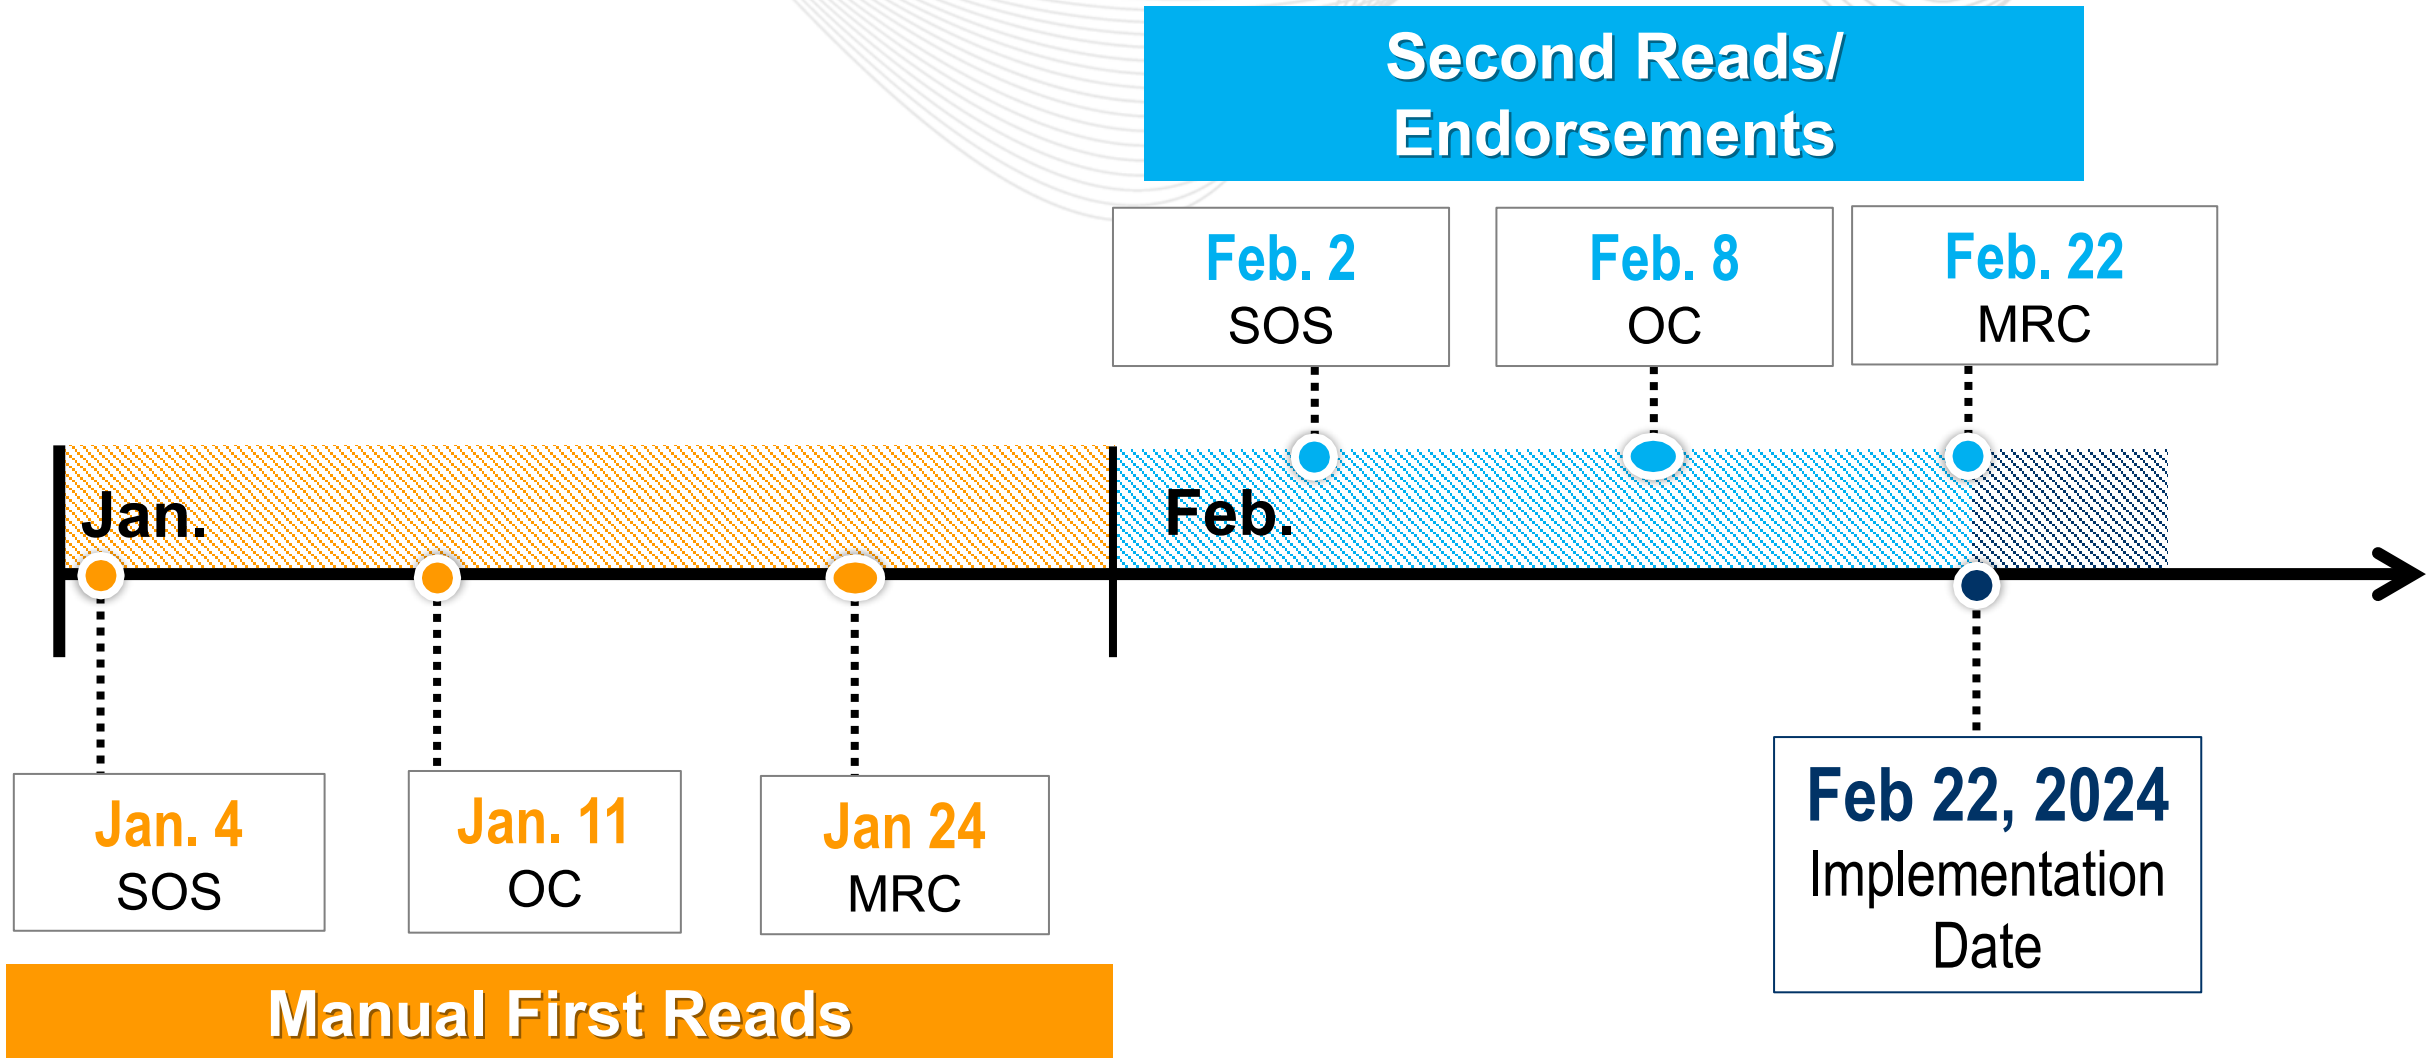 Second Reads/
Endorsements
Feb. 2
SOS
Feb. 8
OC
Feb. 22
MRC
Jan.
Feb.
Jan. 4
SOS
Jan. 11
OC
Jan 24
MRC
Feb 22, 2024
Implementation
Date
Manual First Reads